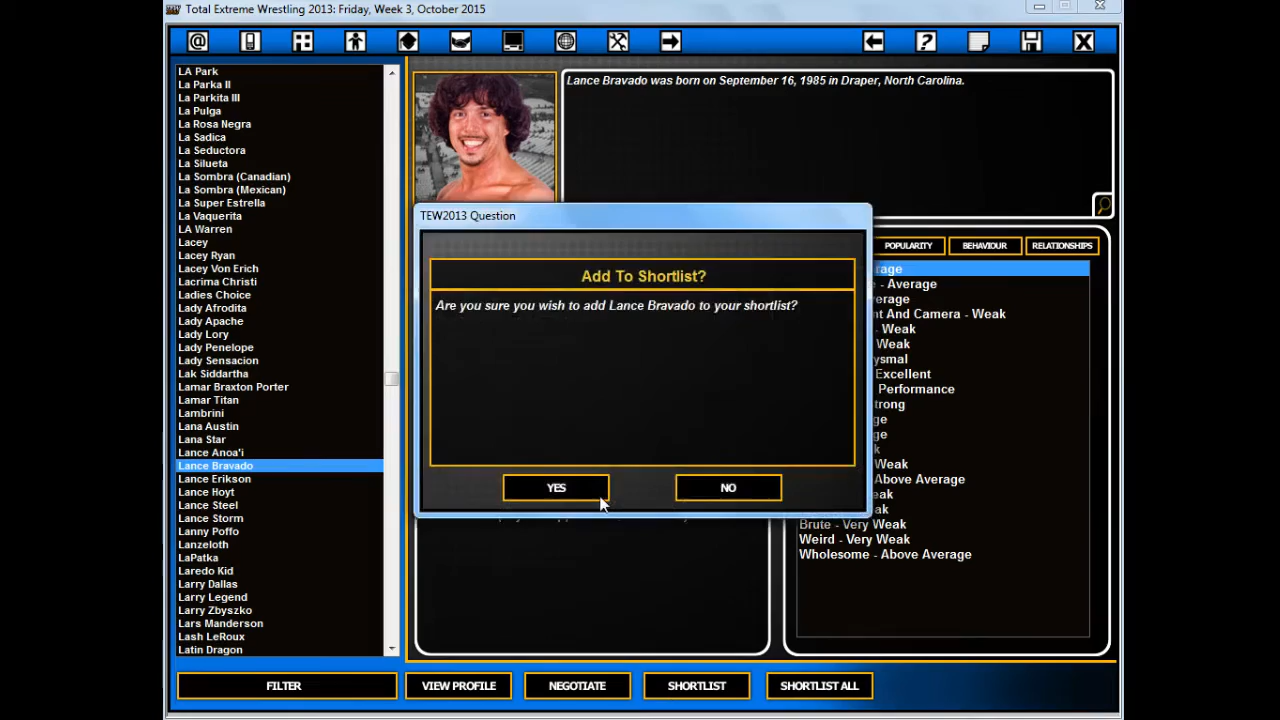 Total Extreme Wrestling 2013: Friday, Week 3, October 2015
LA Park
La Parka II
La Parkita III
La Pulga
La Rosa Negra
La Sadica
La Seductora
La Silueta
La Sombra (Canadian)
La Sombra (Mexican)
La Super Estrella
La Vaquerita
LA Warren
Lacey
Lacey Ryan
Lacey Von Erich
Lacrima Christi
Ladies Choice
Lady Afrodita
Lady Apache
Lady Lory
Lady Penelope
Lady Sensacion
Lak Siddartha
Lamar Braxton Porter
Lamar Titan
Lambrini
Lana Austin
Lana Star
Lance Anoa'i
Lance Bravado
Lance Erikson
Lance Hoyt
Lance Steel
Lance Storm
Lanny Poffo
Lanzeloth
LaPatka
Laredo Kid
Larry Dallas
Larry Legend
Larry Zbyszko
Lars Manderson
Lash LeRoux
Latin Dragon
FILTER
Lance Bravado was born on September 16, 1985 in Draper, North Carolina.
TEW2013 Question
Add To Shortlist?
Are you sure you wish to add Lance Bravado to your shortlist?
YES
NO
POPULARITY
BEHAVIOUR
RELATIONSHIPS
rage
- Average
verage
nt And Camera - Weak
- Weak
Weak
ysmal
Excellent
Performance
trong
ge
ge
k
Weak
Above Average
eak
ak
Brute - Very Weak
Weird - Very Weak
Wholesome - Above Average
VIEW PROFILE
NEGOTIATE
SHORTLIST
SHORTLIST ALL